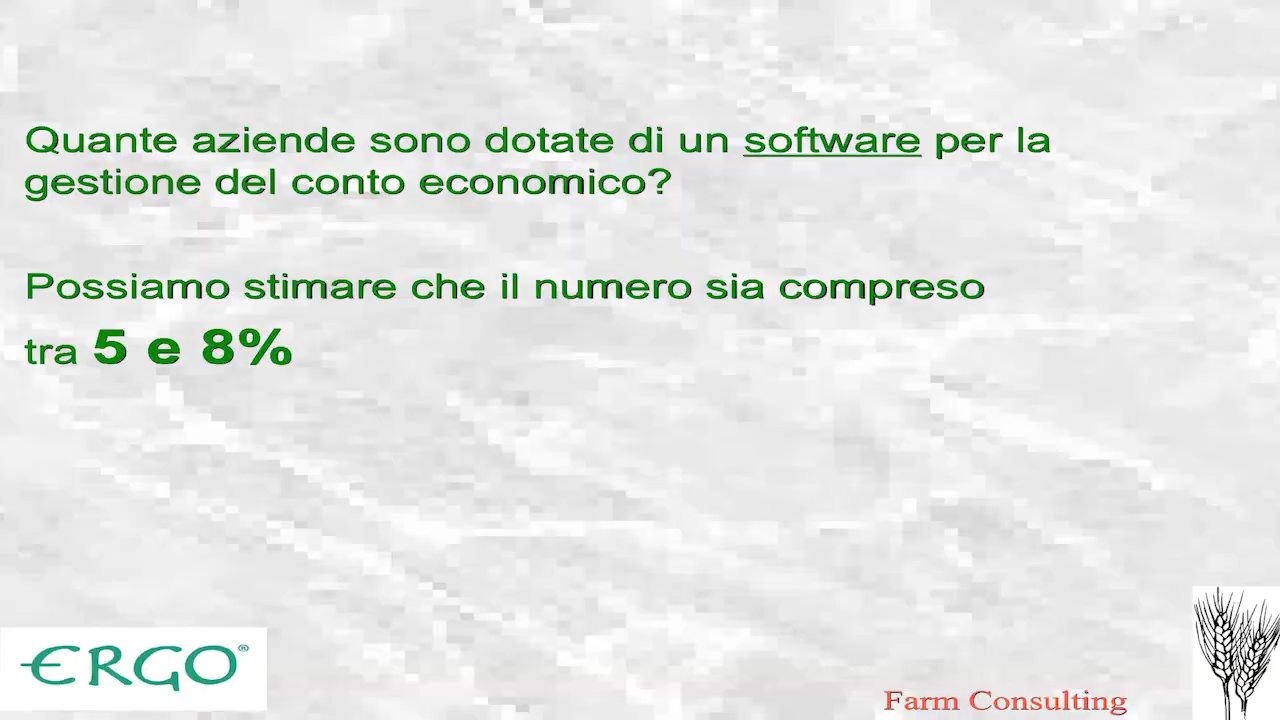 Quante aziende sono dotate di un software per la
gestione del conto economico?
Possiamo stimare che il numero sia compreso
tra 5 e 8%
ERGO®
Farm Consulting